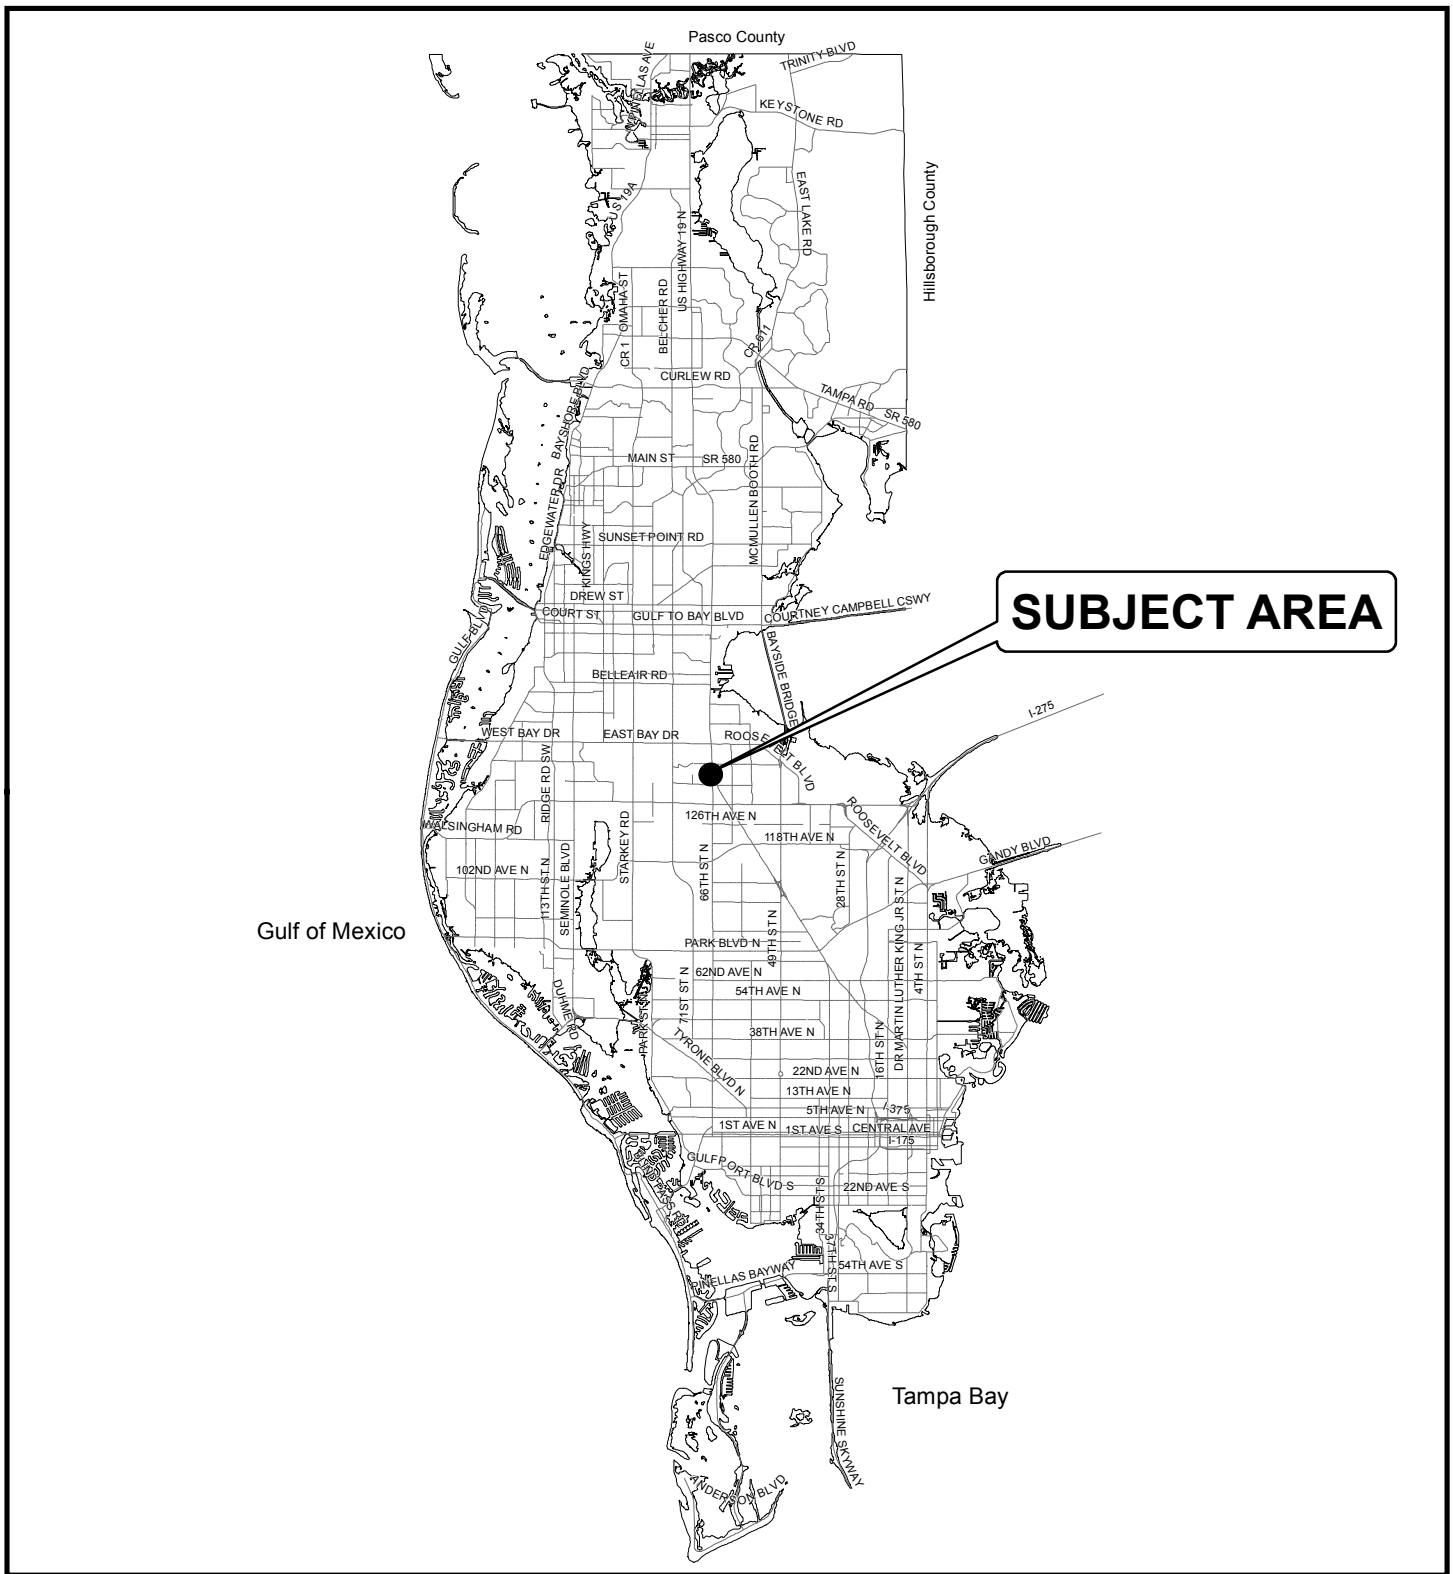 Pasco County
TRINITY BLVD
PINELLAS AVE
KEYSTONE RD
Hillsborough County
EAST LAKE RD
US 19A
US HIGHWAY 19 N
OMAHA ST
CR 1
BELCHER RD
CR 611
CURLEW RD
TAMPA RD
SR 580
BAYSHORE BLVD
MAIN ST
SR 580
MCMULLEN BOOTH RD
EDGEWATER DR
KINGS HWY
SUNSET POINT RD
SUBJECT AREA
DREW ST
COURT ST
GULF TO BAY BLVD
COURTNEY CAMPBELL CSWY
GULF BLVD
BAYSIDE BRIDGE
BELLEAIR RD
I-275
WEST BAY DR
EAST BAY DR
ROOSEVELT BLVD
RIDGE RD SW
WALSINGHAM RD
STARKEY RD
126TH AVE N
118TH AVE N
ROOSEVELT BLVD
GANDY BLVD
102ND AVE N
113TH ST N
SEMINOLE BLVD
66TH ST N
28TH ST N
Gulf of Mexico
DR MARTIN LUTHER KING JR ST N
49TH ST N
4TH ST N
PARK BLVD N
62ND AVE N
71ST ST N
54TH AVE N
DUHME RD
PARK ST N
38TH AVE N
TYRONE BLVD N
16TH ST N
22ND AVE N
13TH AVE N
5TH AVE N
I-375
1ST AVE N
1ST AVE S
CENTRAL AVE
I-175
GULFPORT BLVD S
22ND AVE S
34TH ST S
37TH ST S
54TH AVE S
PINELLAS BAYWAY
Tampa Bay
SUNSHINE SKYWAY
ANDERSON BLVD